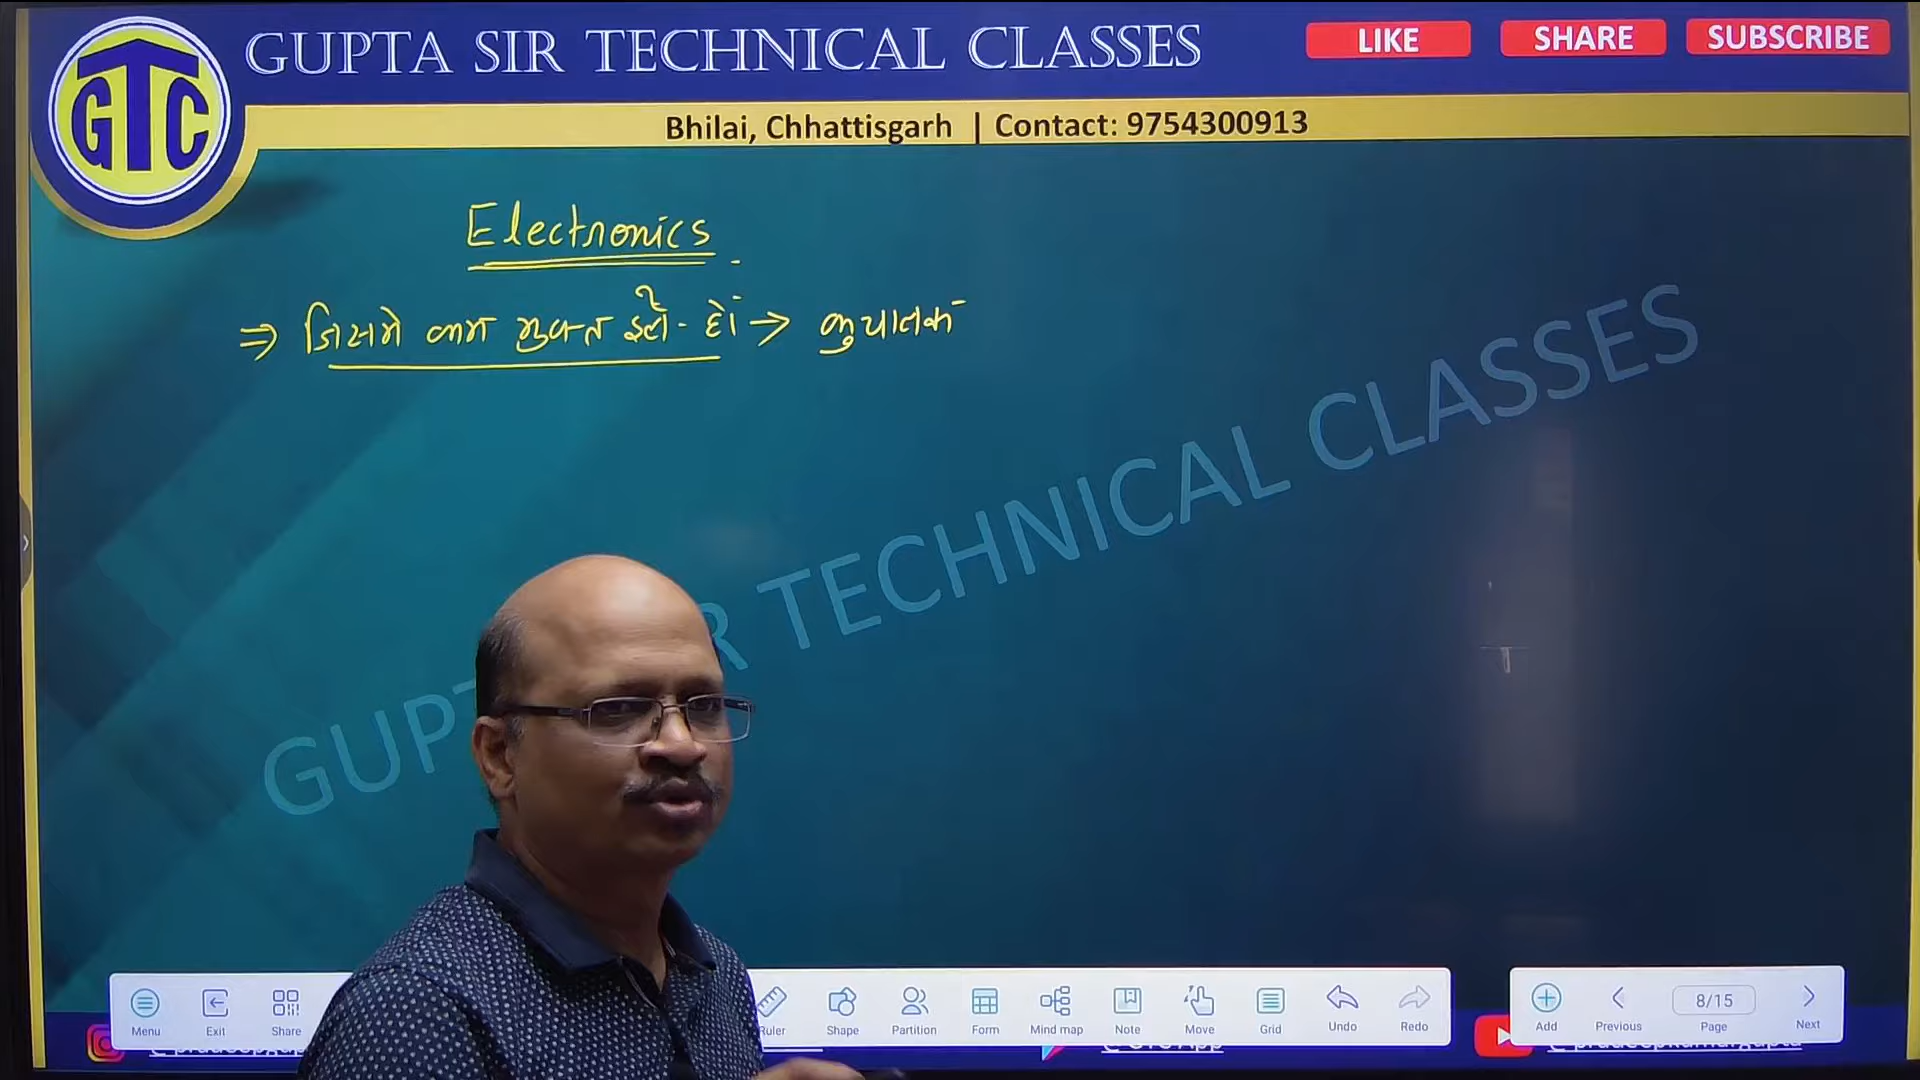 GUPTA SIR TECHNICAL CLASSES
LIKE
SHARE
SUBSCRIBE
GTC
Bhilai, Chhattisgarh | Contact: 9754300913
Electronics
⇒ जिसमे काम मुक्त इले- हों → कुचालक
GUPT R TECHNICAL CLASSES
Menu
Exit
Share
Ruler
Shape
Partition
Form
Mind map
Note
Move
Grid
Undo
Redo
Add
Previous
8/15
Page
Next